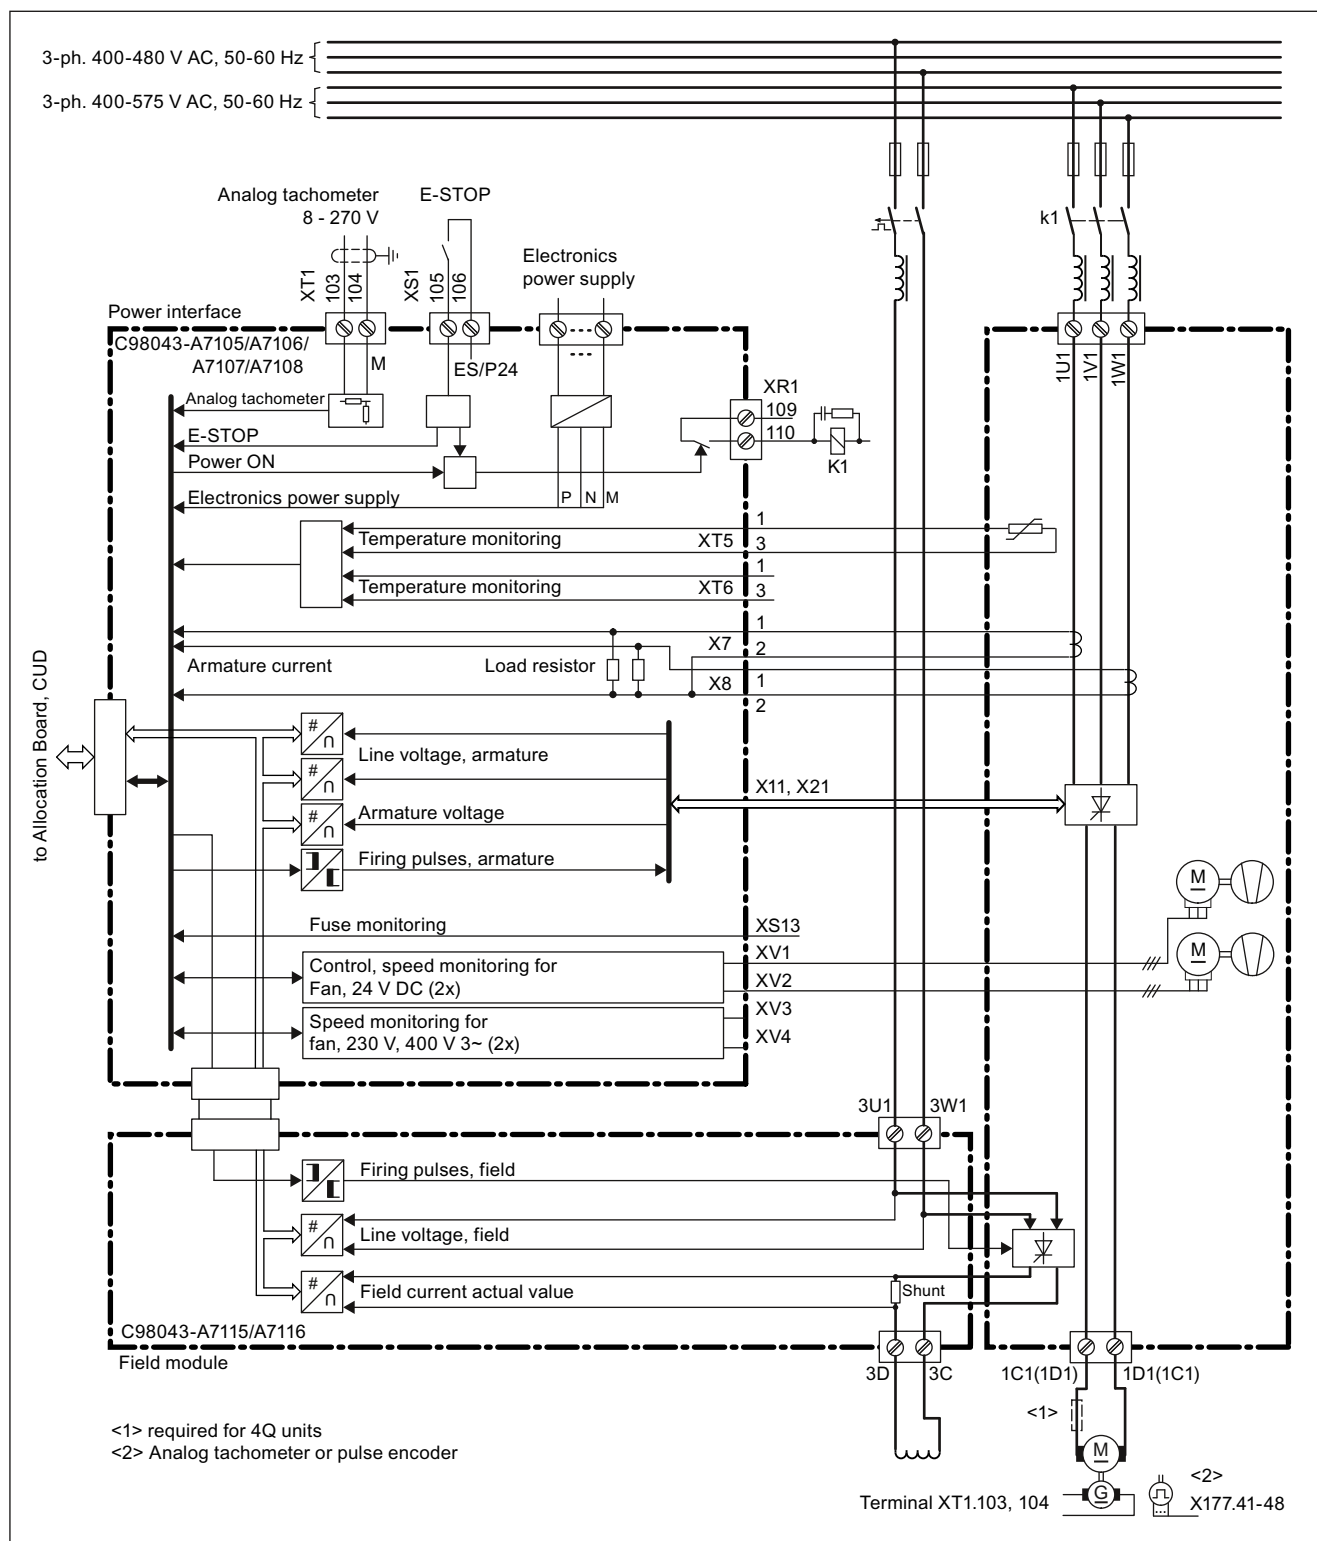 3-ph. 400-480 V AC, 50-60 Hz
3-ph. 400-575 V AC, 50-60 Hz
Analog tachometer
8 - 270 V
E-STOP
k1
Electronics
power supply
XT1
103
104
XS1
105
106
Power interface
C98043-A7105/A7106/
A7107/A7108
M
ES/P24
1U1
1V1
1W1
XR1
109
110
K1
Analog tachometer
E-STOP
Power ON
Electronics power supply
P N M
1
Temperature monitoring
XT5
3
1
Temperature monitoring
XT6
3
1
X7
2
Armature current
Load resistor
X8
1
2
to Allocation Board, CUD
#
∩
Line voltage, armature
#
∩
X11, X21
#
∩
Armature voltage
Firing pulses, armature
M
Fuse monitoring
XS13
M
Control, speed monitoring for
Fan, 24 V DC (2x)
XV1
XV2
Speed monitoring for
fan, 230 V, 400 V 3~ (2x)
XV3
XV4
3U1
3W1
Firing pulses, field
#
∩
Line voltage, field
#
∩
Field current actual value
Shunt
C98043-A7115/A7116
Field module
3D
3C
1C1(1D1)
1D1(1C1)
<1>
<1> required for 4Q units
<2> Analog tachometer or pulse encoder
M
G
<2>
Terminal XT1.103, 104
X177.41-48